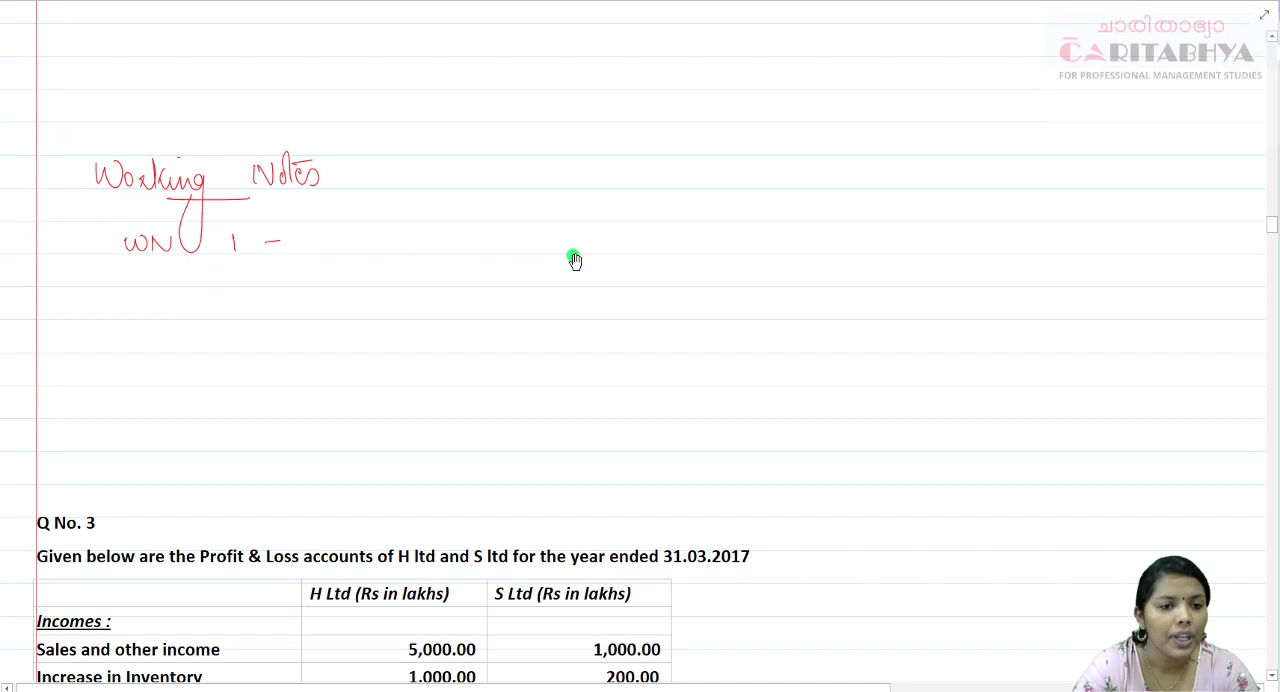 ചാരിതാഭ്യാ
CARITABHYA
FOR PROFESSIONAL MANAGEMENT STUDIES
Working Notes
WN 1 -
Q No. 3
Given below are the Profit & Loss accounts of H ltd and S ltd for the year ended 31.03.2017
H Ltd (Rs in lakhs) S Ltd (Rs in lakhs)
Incomes :
Sales and other income 5,000.00 1,000.00
Increase in Inventory 1,000.00 200.00